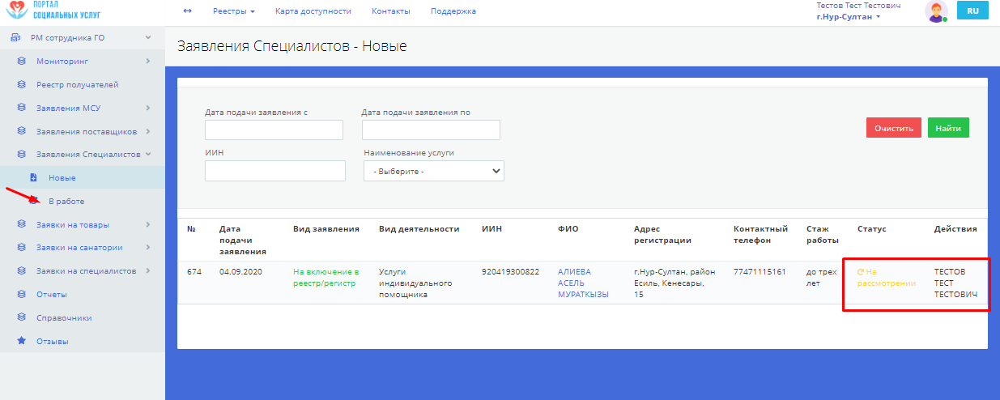 ПОРТАЛ
СОЦИАЛЬНЫХ УСЛУГ
Реестры
Карта доступности
Контакты
Поддержка
Тестов Тест Тестович
г.Нур-Султан
RU
РМ сотрудника ГО
Мониторинг
Реестр получателей
Заявления МСУ
Заявления поставщиков
Заявления Специалистов
Новые
В работе
Заявки на товары
Заявки на санатории
Заявки на специалистов
Отчеты
Справочники
Отзывы
Заявления Специалистов - Новые
Дата подачи заявления с
Дата подачи заявления по
Очистить
Найти
ИИН
Наименование услуги
- Выберите -
№
Дата
подачи
заявления
Вид заявления
Вид деятельности
ИИН
ФИО
Адрес
регистрации
Контактный
телефон
Стаж
работы
Статус
Действия
674
04.09.2020
На включение в
реестр/регистр
Услуги
индивидуального
помощника
920419300822
АЛИЕВА
АСЕЛЬ
МУРАТКЫЗЫ
г.Нур-Султан, район
Есиль, Кенесары,
15
77471115161
до трех
лет
На
рассмотрении
ТЕСТОВ
ТЕСТ
ТЕСТОВИЧ